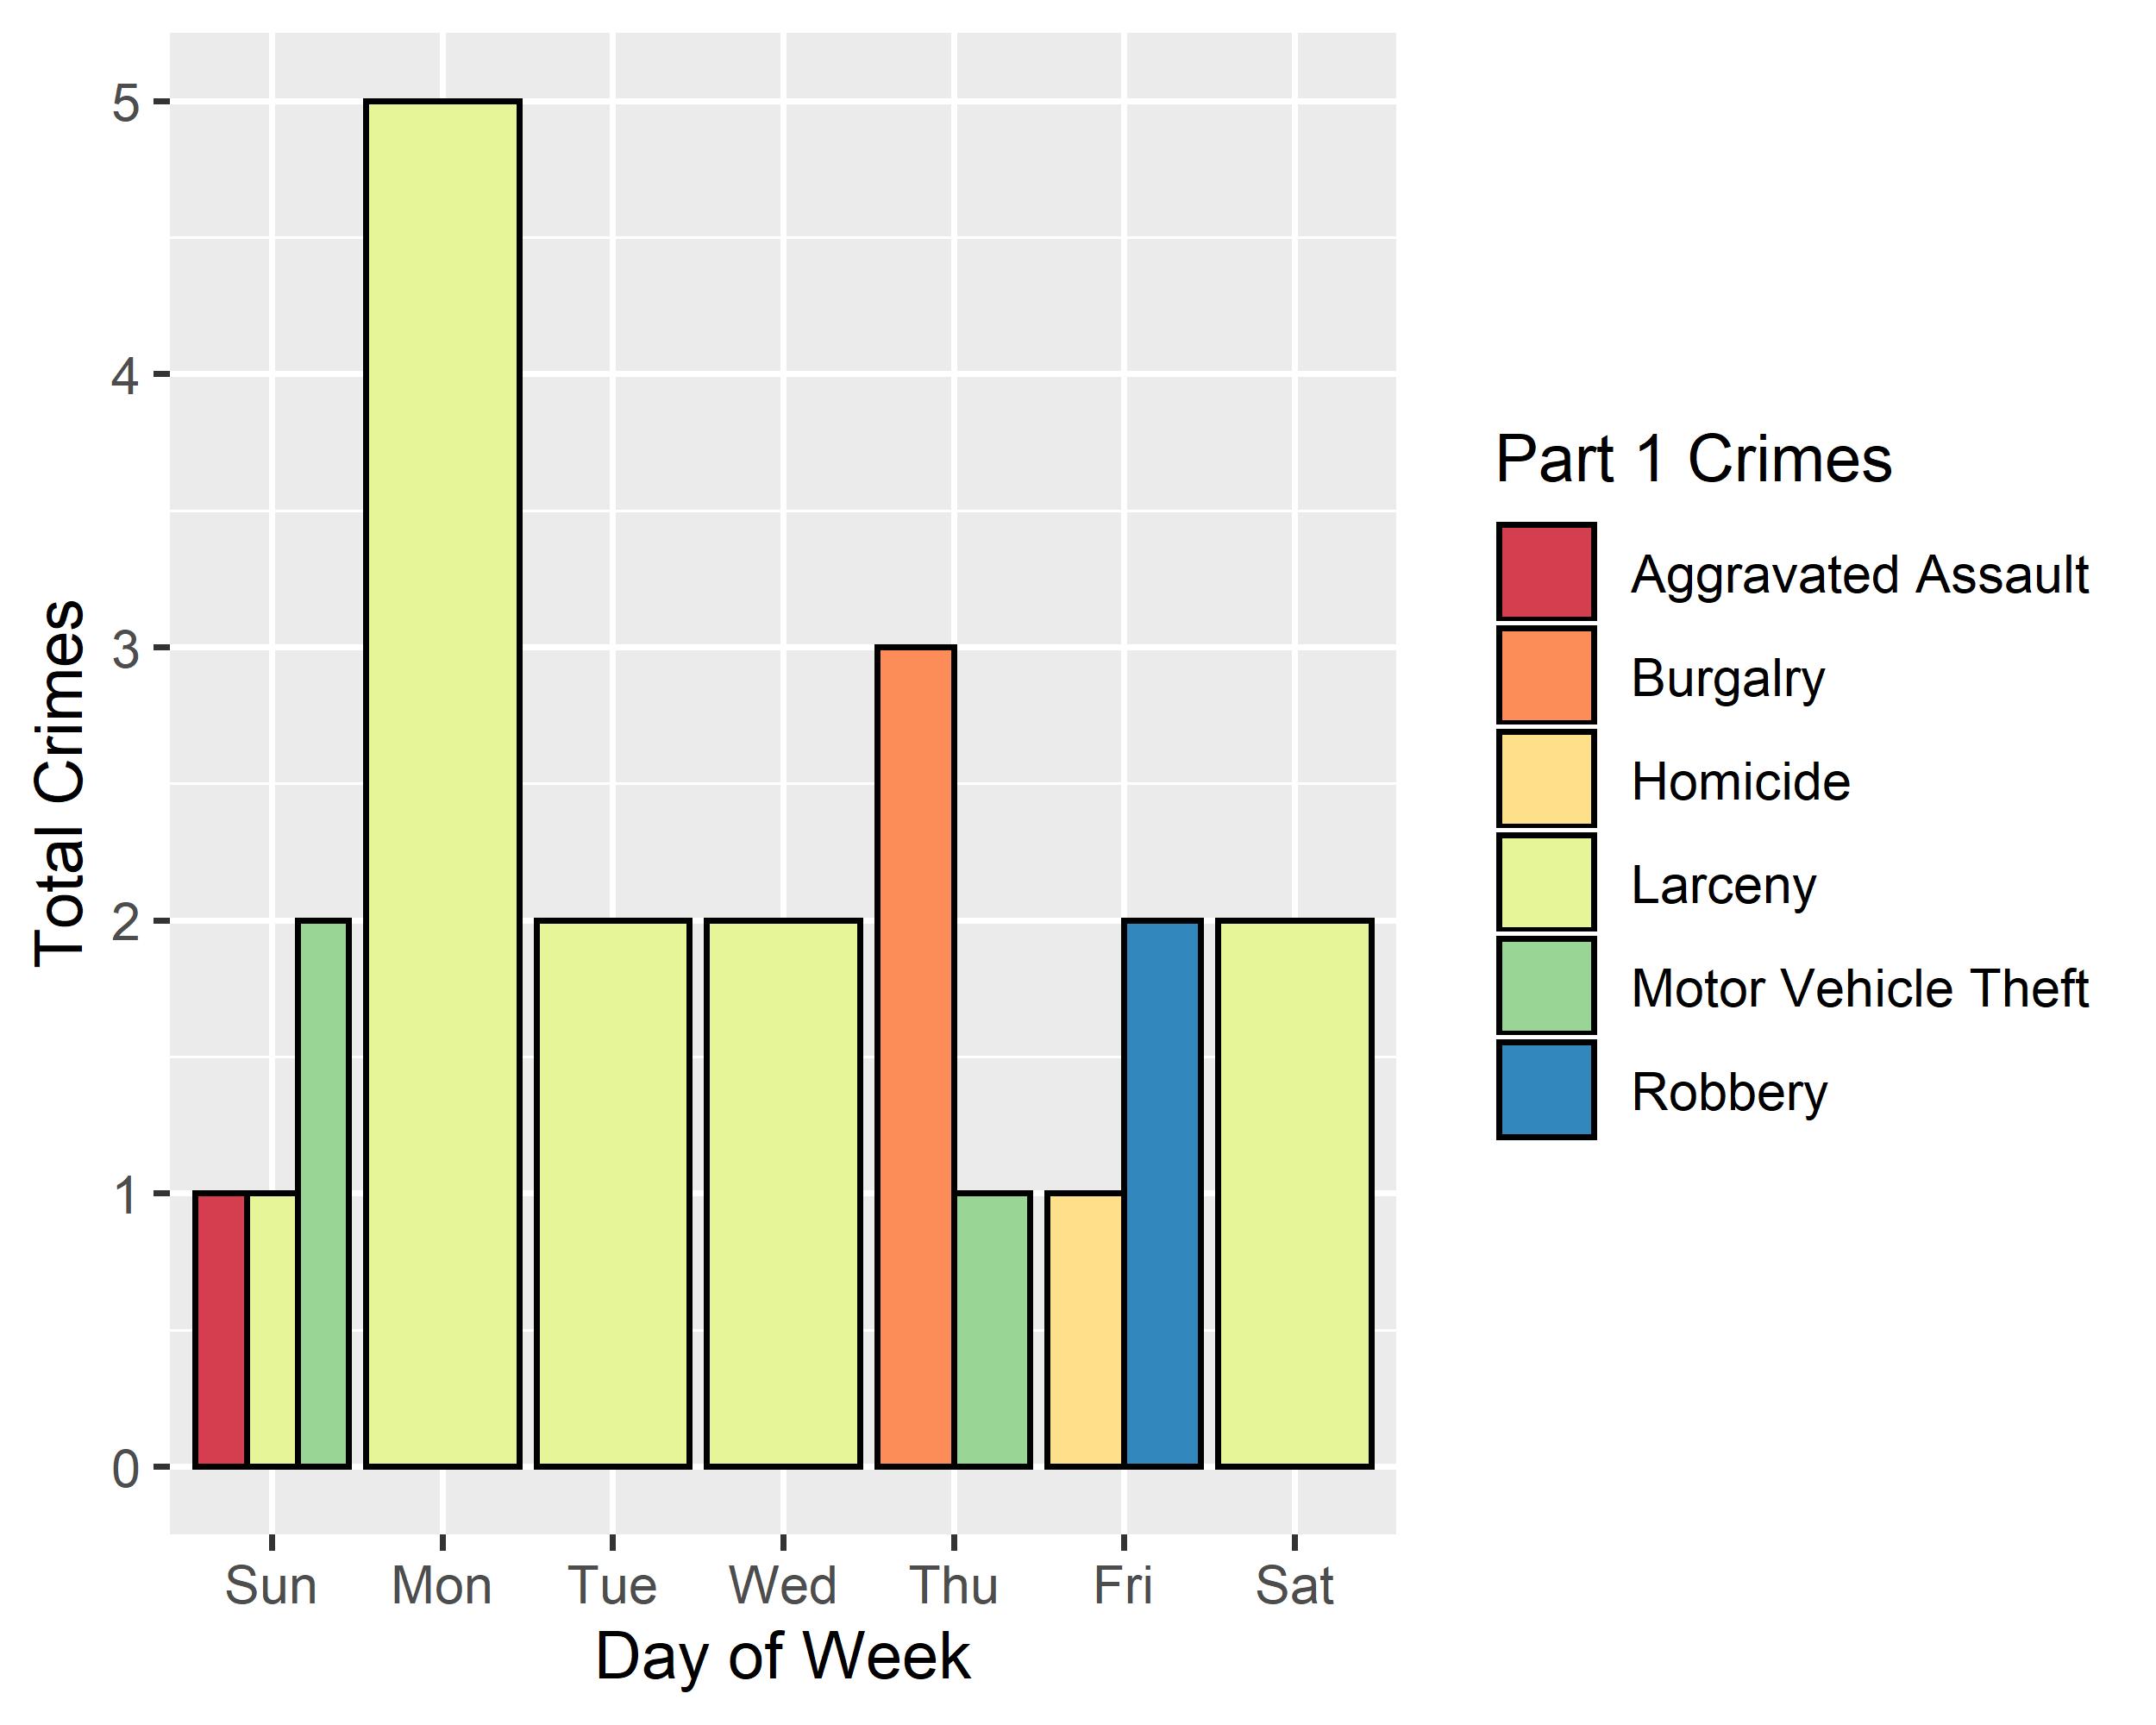 5
4
3
2
1
0
Total Crimes
Sun Mon Tue Wed Thu Fri Sat
Day of Week
Part 1 Crimes
Aggravated Assault
Burgalry
Homicide
Larceny
Motor Vehicle Theft
Robbery